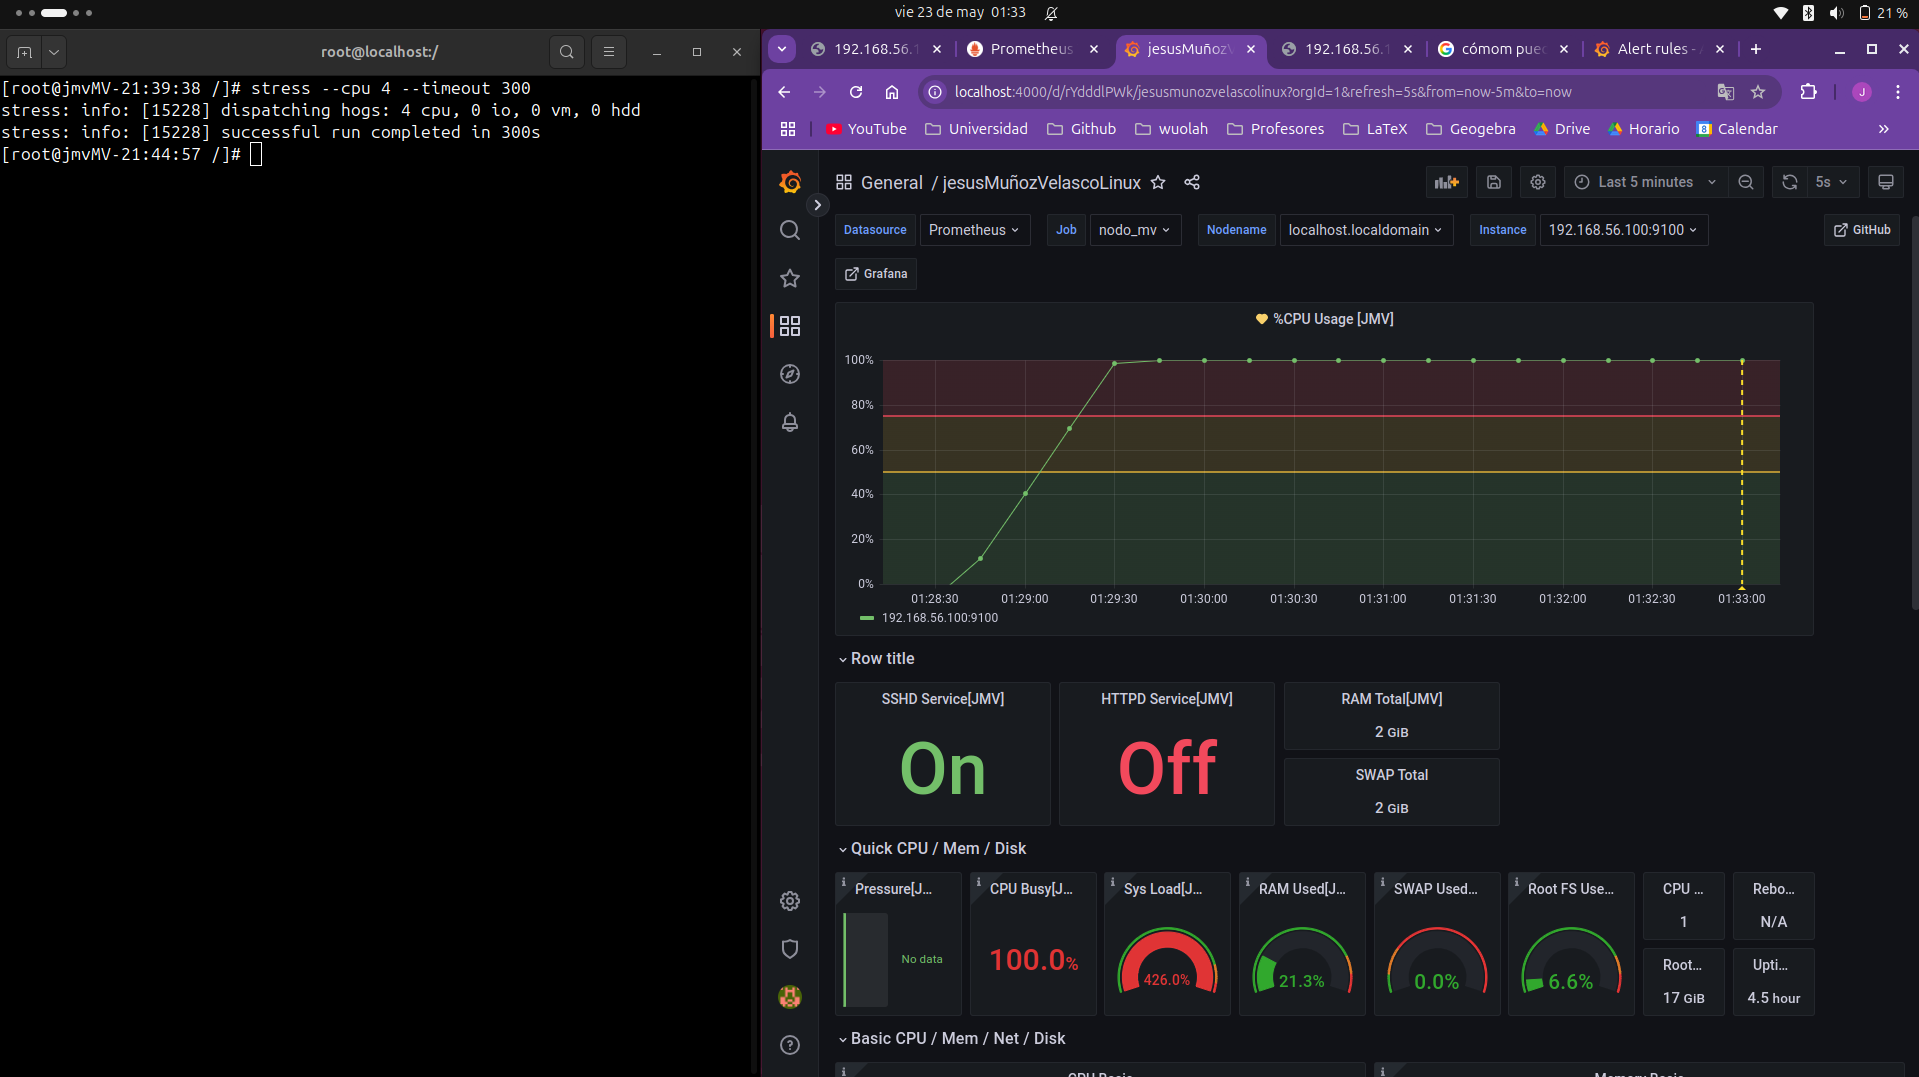 vie 23 de may 01:33
21 %
root@localhost:/
[root@jmvMV-21:39:38 /]# stress --cpu 4 --timeout 300
stress: info: [15228] dispatching hogs: 4 cpu, 0 io, 0 vm, 0 hdd
stress: info: [15228] successful run completed in 300s
[root@jmvMV-21:44:57 /]#
192.168.56.1
Prometheus
jesusMuñozV
192.168.56.1
cómom pue
Alert rules - A
localhost:4000/d/rYdddlPWk/jesusmunozvelascolinux?orgId=1&refresh=5s&from=now-5m&to=now
J
YouTube Universidad Github wuolah Profesores LaTeX Geogebra Drive Horario 8 Calendar »
General / jesusMuñozVelascoLinux
Last 5 minutes
5s
Datasource Prometheus Job nodo_mv Nodename localhost.localdomain Instance 192.168.56.100:9100 GitHub
Grafana
%CPU Usage [JMV]
100%
80%
60%
40%
20%
0%
01:28:30 01:29:00 01:29:30 01:30:00 01:30:30 01:31:00 01:31:30 01:32:00 01:32:30 01:33:00
192.168.56.100:9100
Row title
SSHD Service[JMV]
On
HTTPD Service[JMV]
Off
RAM Total[JMV]
2 GiB
SWAP Total
2 GiB
Quick CPU / Mem / Disk
Pressure[J...
No data
CPU Busy[J...
100.0%
Sys Load[J...
426.0%
RAM Used[J...
21.3%
SWAP Used...
0.0%
Root FS Use...
6.6%
CPU ...
1
Rebo...
N/A
Root...
17 GiB
Upti...
4.5 hour
Basic CPU / Mem / Net / Disk
CPU Basic
Memory Basic